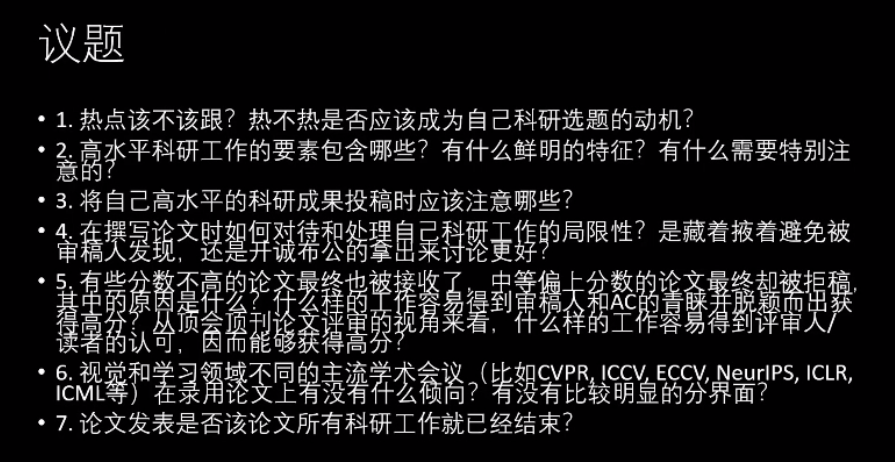 议题
• 1. 热点该不该跟？热不热是否应该成为自己科研选题的动机？
• 2. 高水平科研工作的要素包含哪些？有什么鲜明的特征？有什么需要特别注
意的？
• 3. 将自己高水平的科研成果投稿时应该注意哪些？
• 4. 在撰写论文时如何对待和处理自己科研工作的局限性？是藏着掖着避免被
审稿人发现，还是开诚布公的拿出来讨论更好？
• 5. 有些分数不高的论文最终也被接收了，中等偏上分数的论文最终却被拒稿，
其中的原因是什么？什么样的工作容易得到审稿人和AC的青睐并脱颖而出获
得高分？从顶会顶刊论文评审的视角来看，什么样的工作容易得到评审人/
读者的认可，因而能够获得高分？
• 6. 视觉和学习领域不同的主流学术会议（比如CVPR, ICCV, ECCV, NeurIPS, ICLR,
ICML等）在录用论文上有没有什么倾向？有没有比较明显的分界面？
• 7. 论文发表是否该论文所有科研工作就已经结束？